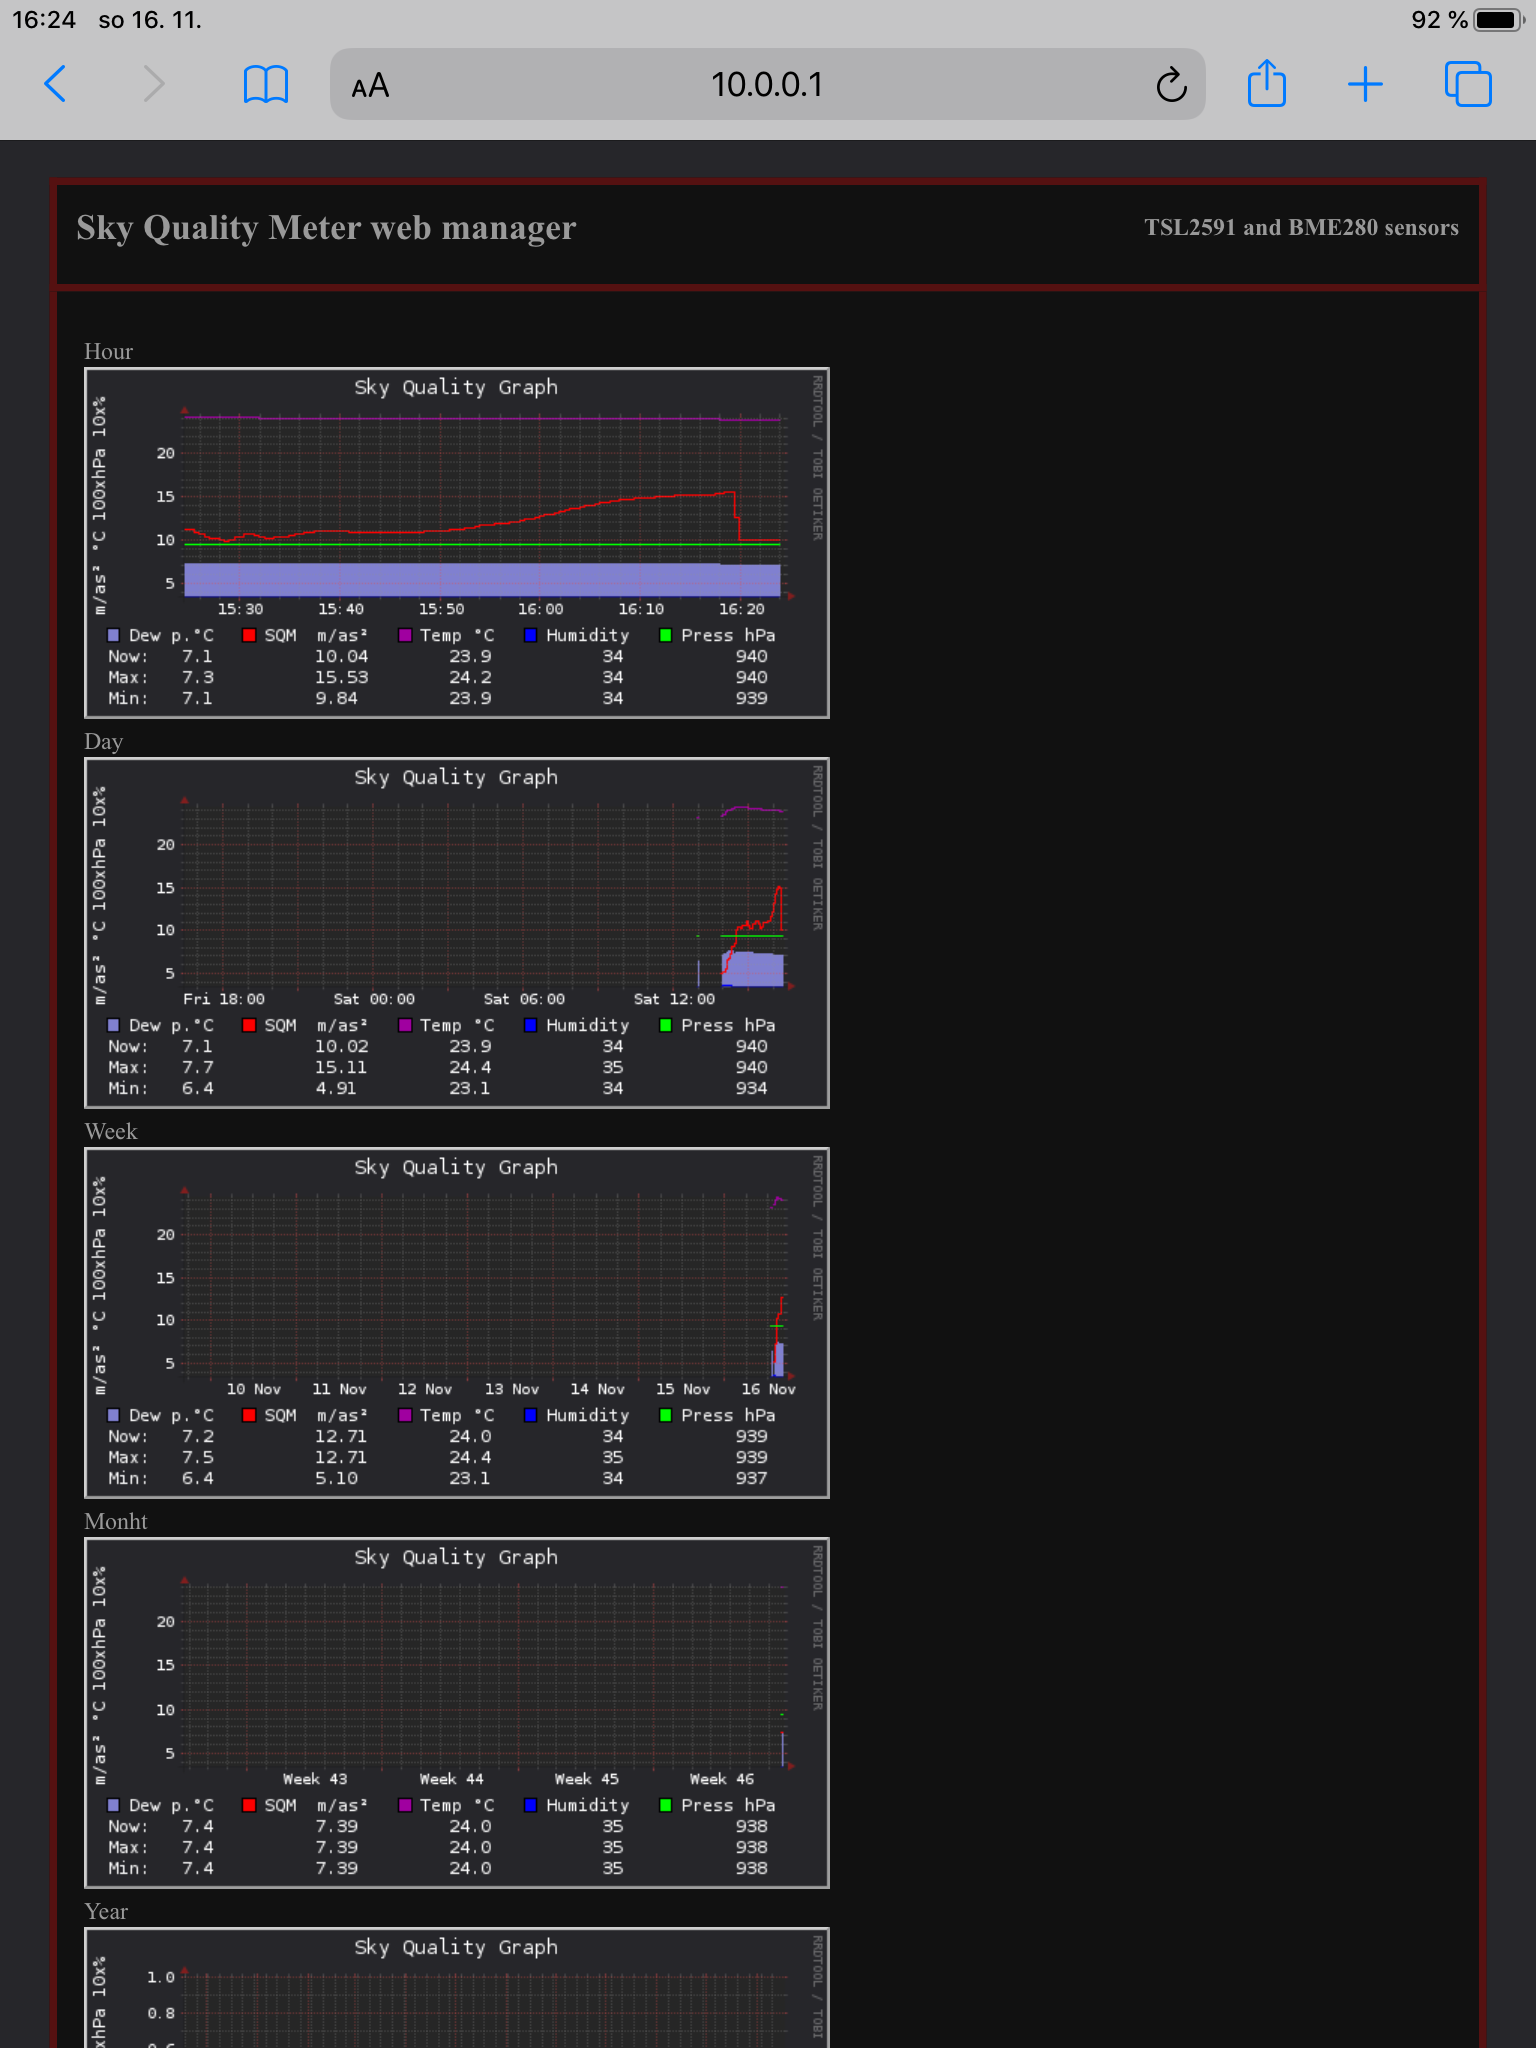 16:24 so 16. 11. 92 %
AA 10.0.0.1
Sky Quality Meter web manager TSL2591 and BME280 sensors
Hour
Sky Quality Graph
RRDTOOL / TOBI OETIKER
m/as² °C 100xhPa 10x%
20
15
10
5
15:30 15:40 15:50 16:00 16:10 16:20
Dew p.°C SQM m/as² Temp °C Humidity Press hPa
Now: 7.1 10.04 23.9 34 940
Max: 7.3 15.53 24.2 34 940
Min: 7.1 9.84 23.9 34 939
Day
Sky Quality Graph
RRDTOOL / TOBI OETIKER
m/as² °C 100xhPa 10x%
20
15
10
5
Fri 18:00 Sat 00:00 Sat 06:00 Sat 12:00
Dew p.°C SQM m/as² Temp °C Humidity Press hPa
Now: 7.1 10.02 23.9 34 940
Max: 7.7 15.11 24.4 35 940
Min: 6.4 4.91 23.1 34 934
Week
Sky Quality Graph
RRDTOOL / TOBI OETIKER
m/as² °C 100xhPa 10x%
20
15
10
5
10 Nov 11 Nov 12 Nov 13 Nov 14 Nov 15 Nov 16 Nov
Dew p.°C SQM m/as² Temp °C Humidity Press hPa
Now: 7.2 12.71 24.0 34 939
Max: 7.5 12.71 24.4 35 939
Min: 6.4 5.10 23.1 34 937
Monht
Sky Quality Graph
RRDTOOL / TOBI OETIKER
m/as² °C 100xhPa 10x%
20
15
10
5
Week 43 Week 44 Week 45 Week 46
Dew p.°C SQM m/as² Temp °C Humidity Press hPa
Now: 7.4 7.39 24.0 35 938
Max: 7.4 7.39 24.0 35 938
Min: 7.4 7.39 24.0 35 938
Year
Sky Quality Graph
RRDTOOL / TOBI
xhPa 10x%
1.0
0.8